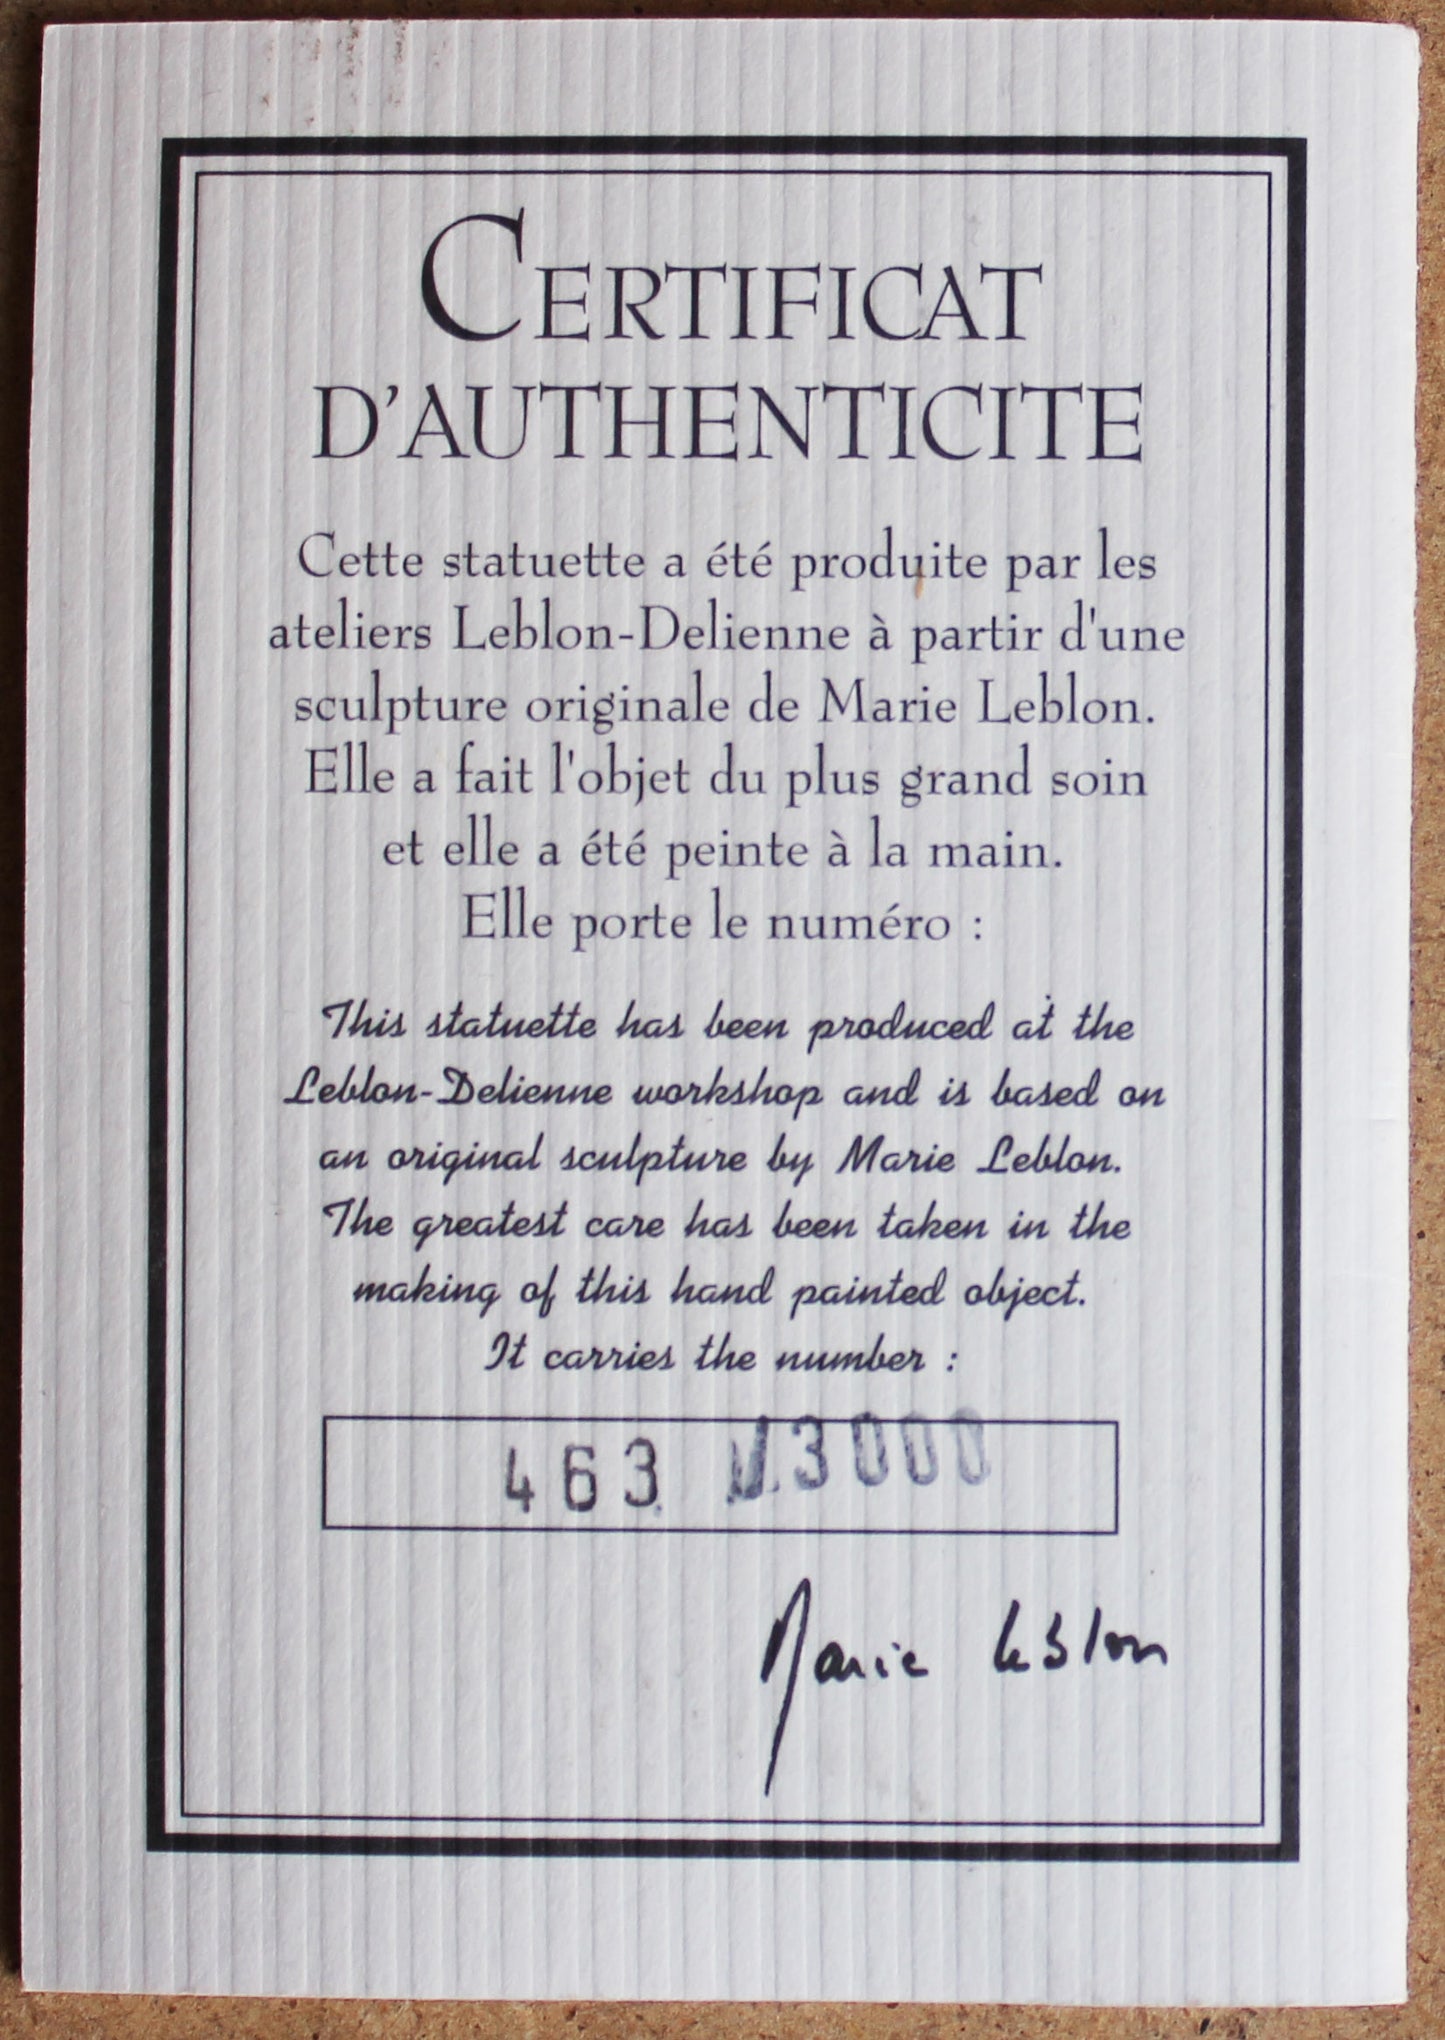 CERTIFICAT
D'AUTHENTICITE
Cette statuette a été produite par les
ateliers Leblon-Delienne à partir d'une
sculpture originale de Marie Leblon.
Elle a fait l'objet du plus grand soin
et elle a été peinte à la main.
Elle porte le numéro :
This statuette has been produced at the
Leblon-Delienne workshop and is based on
an original sculpture by Marie Leblon.
The greatest care has been taken in the
making of this hand painted object.
It carries the number :
463 / 3000
Marie Leblon